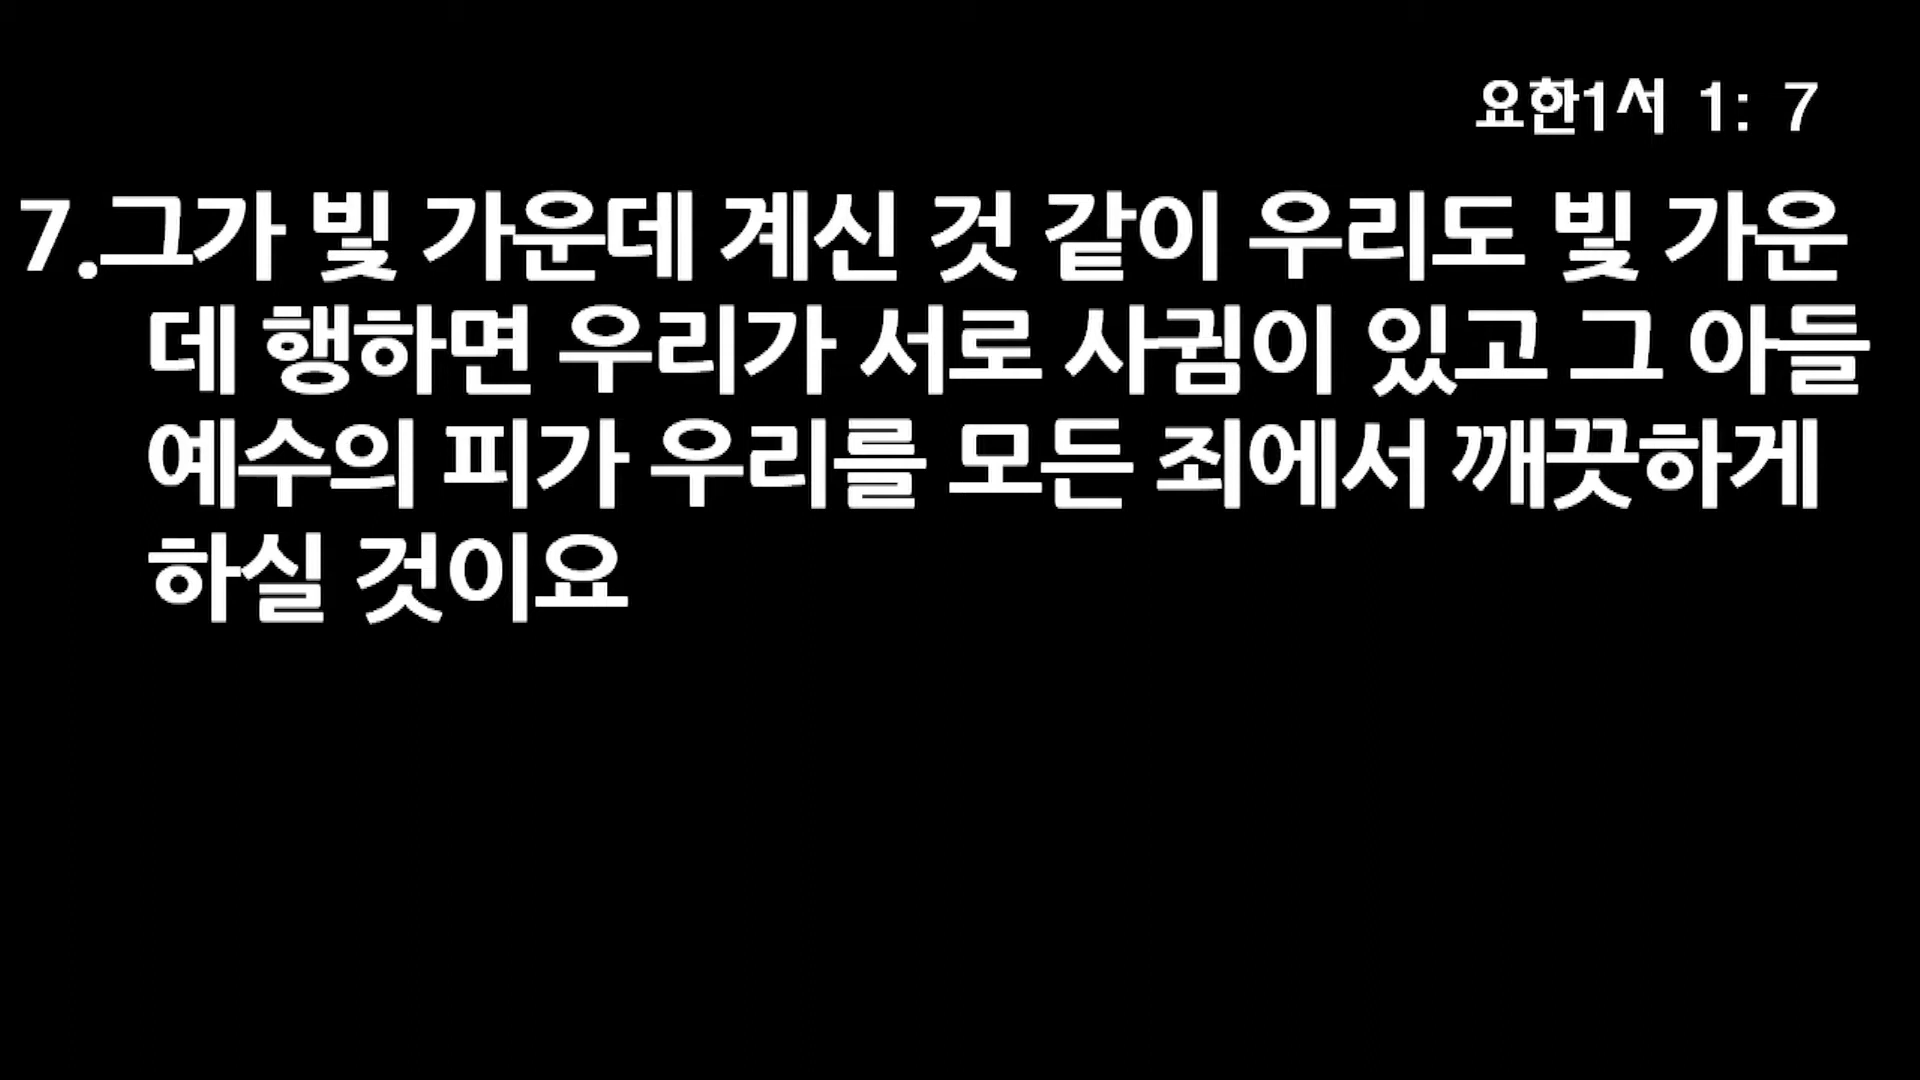 요한1서 1: 7
7.그가 빛 가운데 계신 것 같이 우리도 빛 가운
데 행하면 우리가 서로 사귐이 있고 그 아들
예수의 피가 우리를 모든 죄에서 깨끗하게
하실 것이요